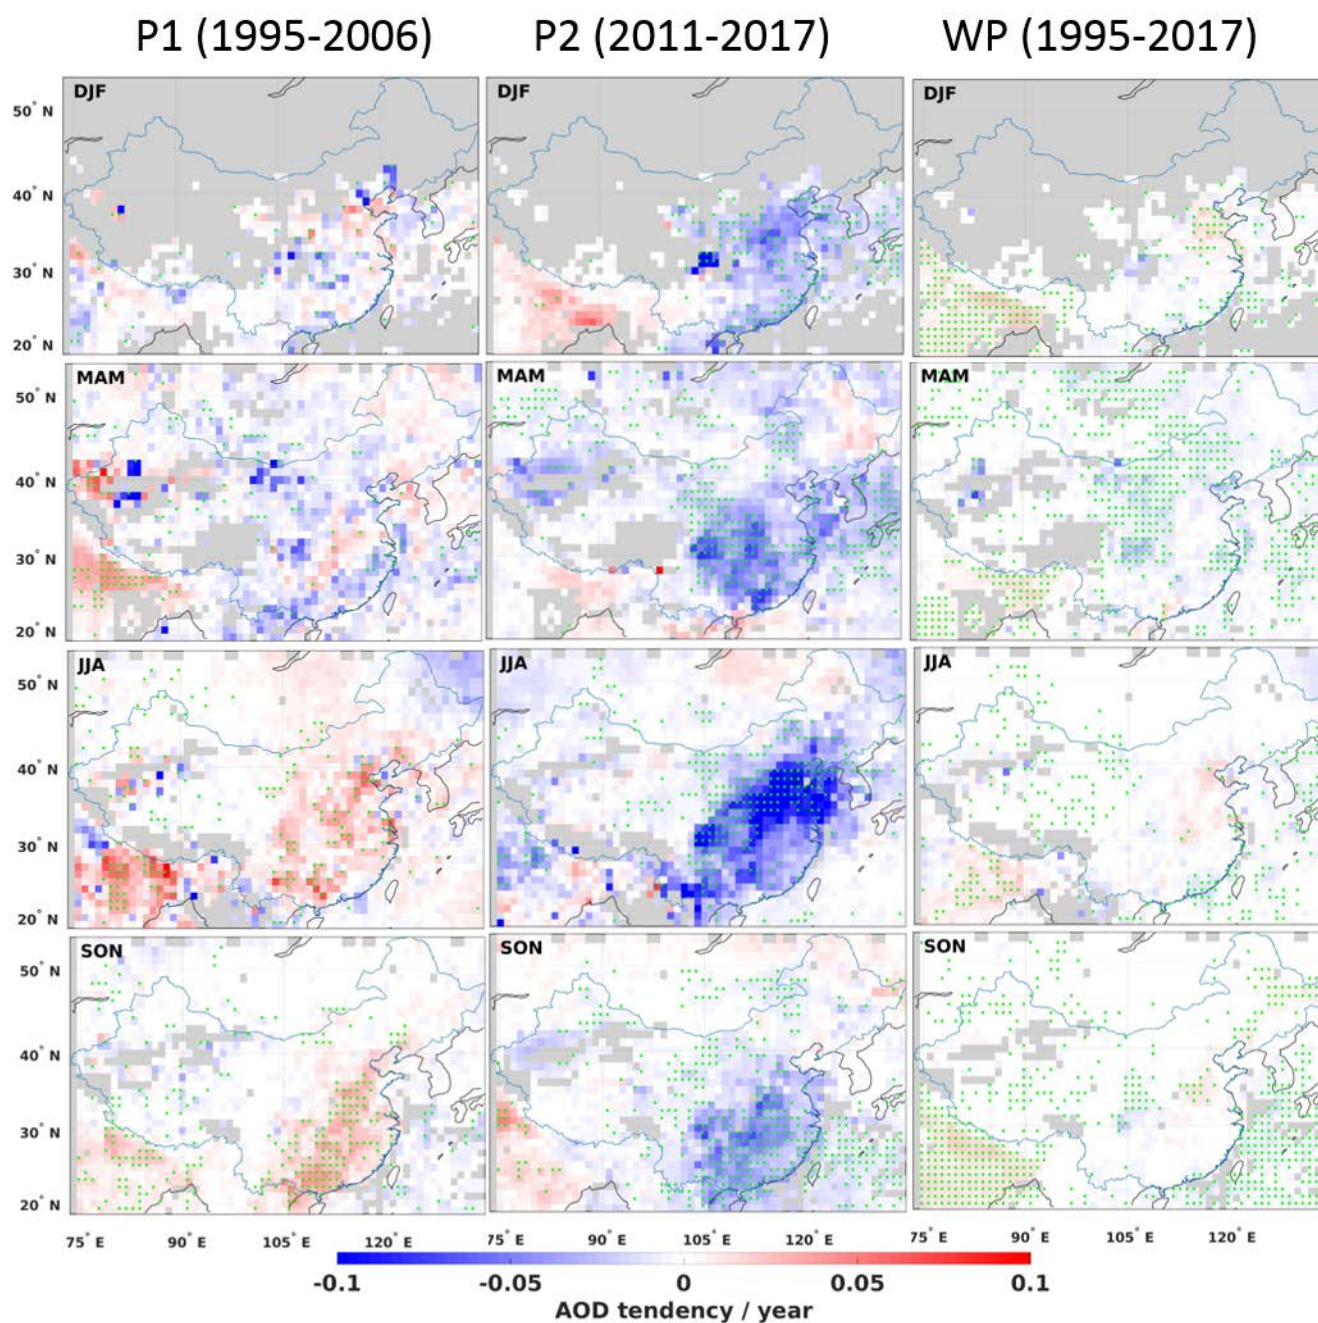 P1 (1995-2006) P2 (2011-2017) WP (1995-2017)
DJF DJF DJF
50° N
40° N
30° N
20° N
MAM MAM MAM
50° N
40° N
30° N
20° N
JJA JJA JJA
50° N
40° N
30° N
20° N
SON SON SON
50° N
40° N
30° N
20° N
75° E 90° E 105° E 120° E 75° E 90° E 105° E 120° E 75° E 90° E 105° E 120° E
-0.1 -0.05 0 0.05 0.1
AOD tendency / year